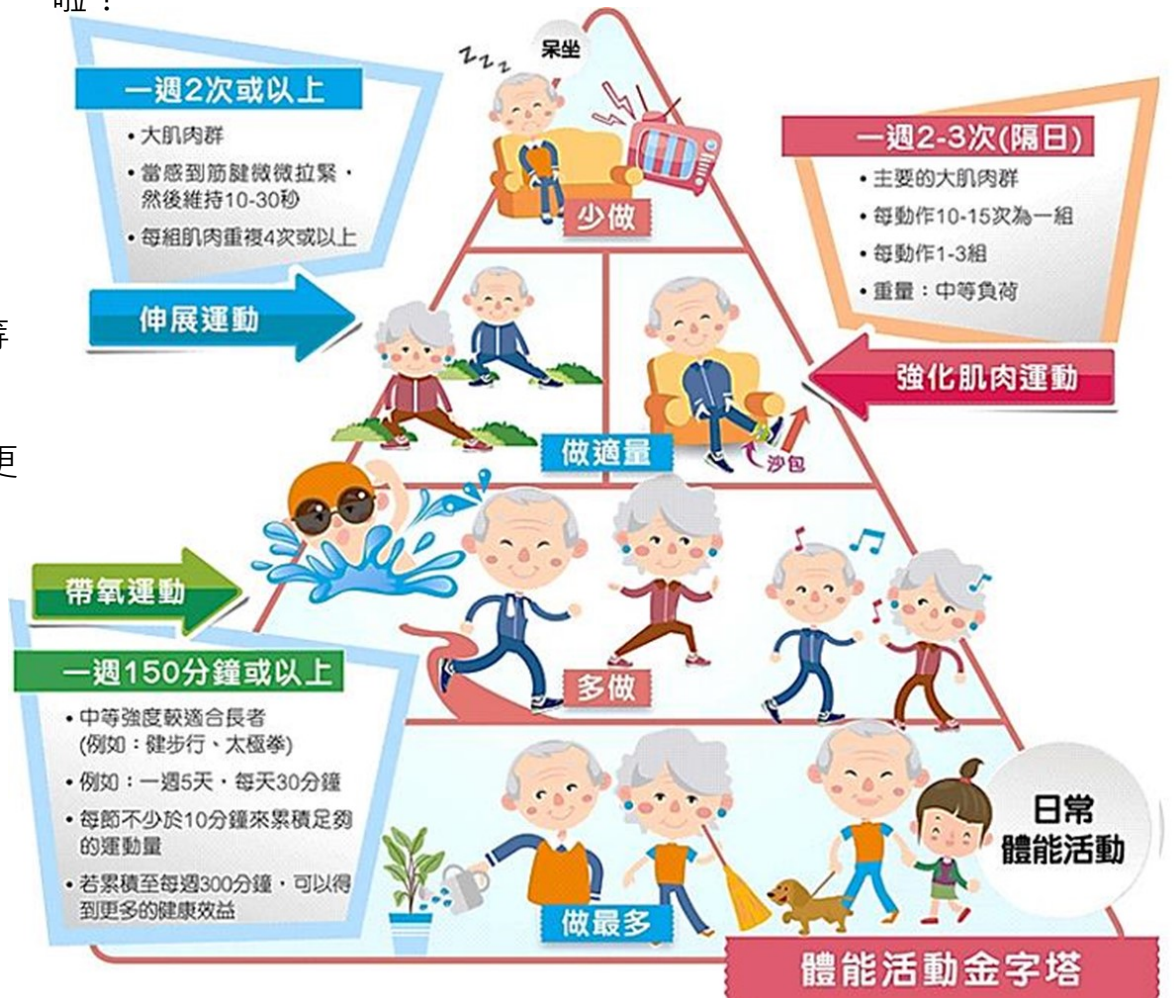 啦！
呆坐
z z z z
少做
一週2次或以上
• 大肌肉群
• 當感到筋腱微微拉緊，
然後維持10-30秒
• 每組肌肉重複4次或以上
伸展運動
一週2-3次(隔日)
• 主要的大肌肉群
• 每動作10-15次為一組
• 每動作1-3組
• 重量：中等負荷
強化肌肉運動
等
更
做適量
沙包
帶氧運動
一週150分鐘或以上
• 中等強度較適合長者
(例如：健步行、太極拳)
• 例如：一週5天，每天30分鐘
• 每節不少於10分鐘來累積足夠
的運動量
• 若累積至每週300分鐘，可以得
到更多的健康效益
多做
日常
體能活動
做最多
體能活動金字塔